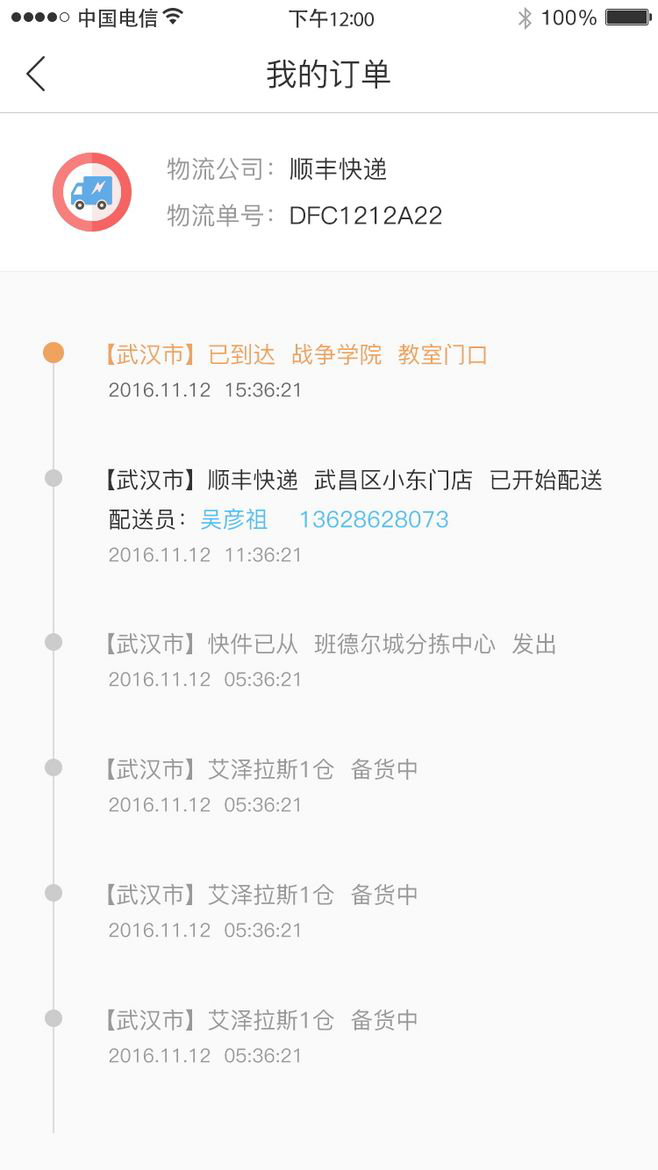 中国电信 下午12:00 100%
我的订单
物流公司：顺丰快递
物流单号：DFC1212A22
【武汉市】已到达 战争学院 教室门口
2016.11.12 15:36:21
【武汉市】顺丰快递 武昌区小东门店 已开始配送
配送员：吴彦祖 13628628073
2016.11.12 11:36:21
【武汉市】快件已从 班德尔城分拣中心 发出
2016.11.12 05:36:21
【武汉市】艾泽拉斯1仓 备货中
2016.11.12 05:36:21
【武汉市】艾泽拉斯1仓 备货中
2016.11.12 05:36:21
【武汉市】艾泽拉斯1仓 备货中
2016.11.12 05:36:21